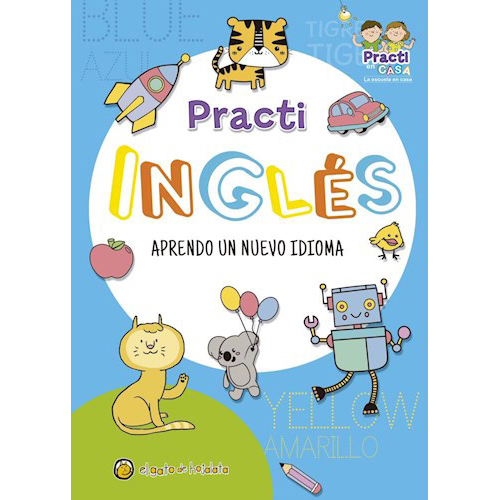 BLUE
AZUL
TIGRE
TIGER
Practi
en
CASA
La escuela en casa
Practi
INGLÉS
APRENDO UN NUEVO IDIOMA
YELLOW
AMARILLO
el gato de hojalata